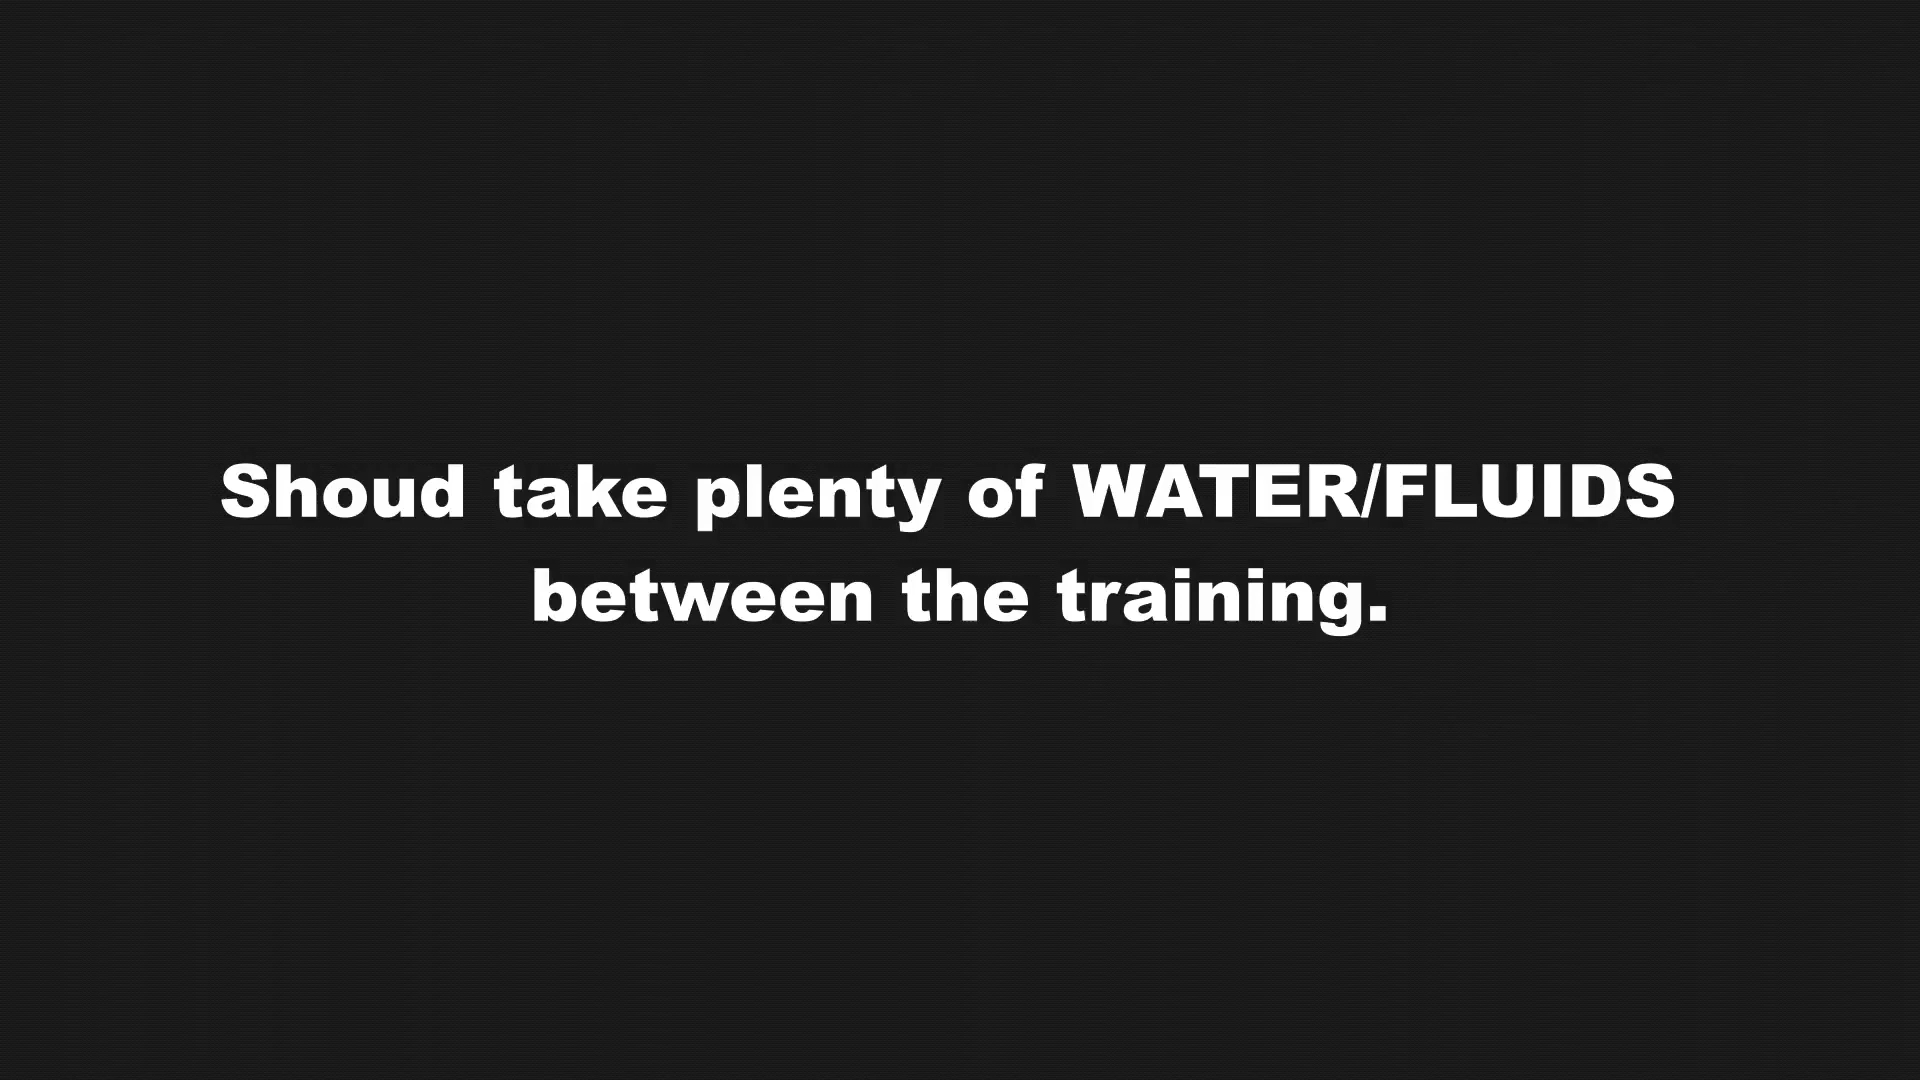 Shoud take plenty of WATER/FLUIDS
between the training.